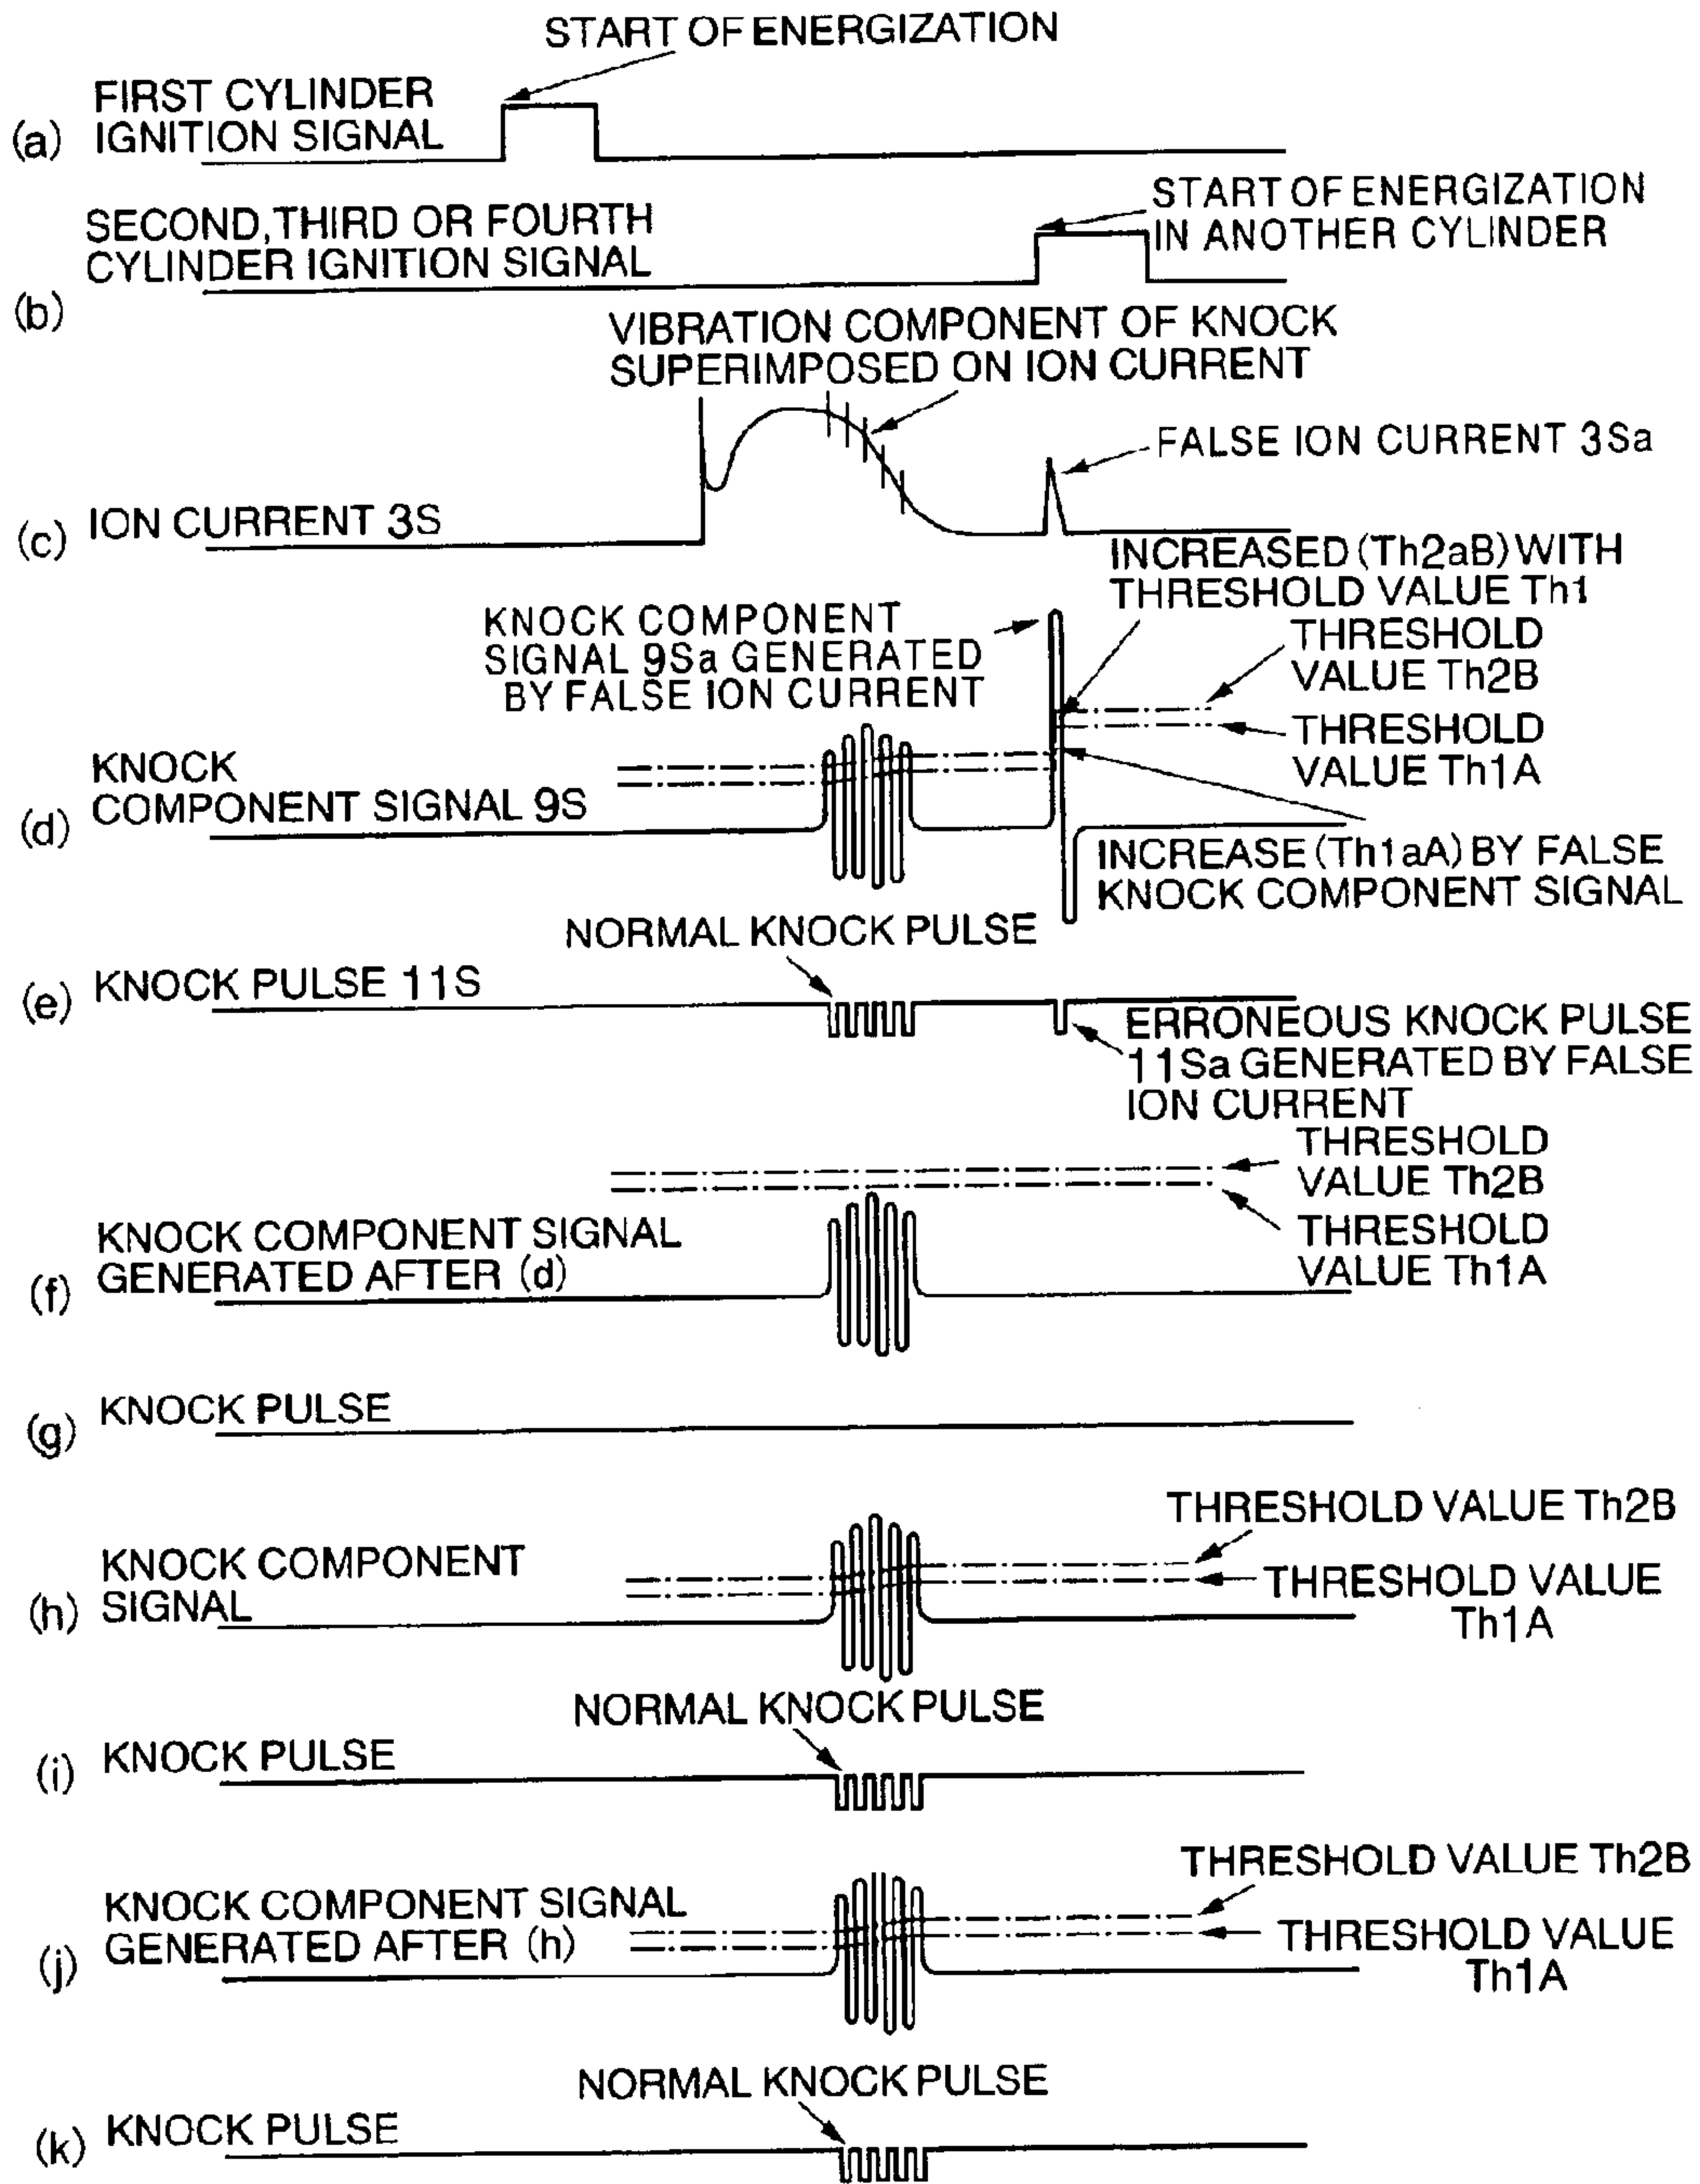 START OF ENERGIZATION
(a)
FIRST CYLINDER
IGNITION SIGNAL
START OF ENERGIZATION
IN ANOTHER CYLINDER
(b)
SECOND, THIRD OR FOURTH
CYLINDER IGNITION SIGNAL
VIBRATION COMPONENT OF KNOCK
SUPERIMPOSED ON ION CURRENT
FALSE ION CURRENT 3Sa
(c)
ION CURRENT 3S
INCREASED (Th2aB) WITH
THRESHOLD VALUE Th1
KNOCK COMPONENT
SIGNAL 9Sa GENERATED
BY FALSE ION CURRENT
THRESHOLD
VALUE Th2B
THRESHOLD
VALUE Th1A
(d)
KNOCK
COMPONENT SIGNAL 9S
INCREASE (Th1aA) BY FALSE
KNOCK COMPONENT SIGNAL
NORMAL KNOCK PULSE
(e)
KNOCK PULSE 11S
ERRONEOUS KNOCK PULSE
11Sa GENERATED BY FALSE
ION CURRENT
THRESHOLD
VALUE Th2B
THRESHOLD
VALUE Th1A
(f)
KNOCK COMPONENT SIGNAL
GENERATED AFTER (d)
(g)
KNOCK PULSE
THRESHOLD VALUE Th2B
(h)
KNOCK COMPONENT
SIGNAL
THRESHOLD VALUE
Th1A
NORMAL KNOCK PULSE
(i)
KNOCK PULSE
THRESHOLD VALUE Th2B
(j)
KNOCK COMPONENT SIGNAL
GENERATED AFTER (h)
THRESHOLD VALUE
Th1A
NORMAL KNOCK PULSE
(k)
KNOCK PULSE